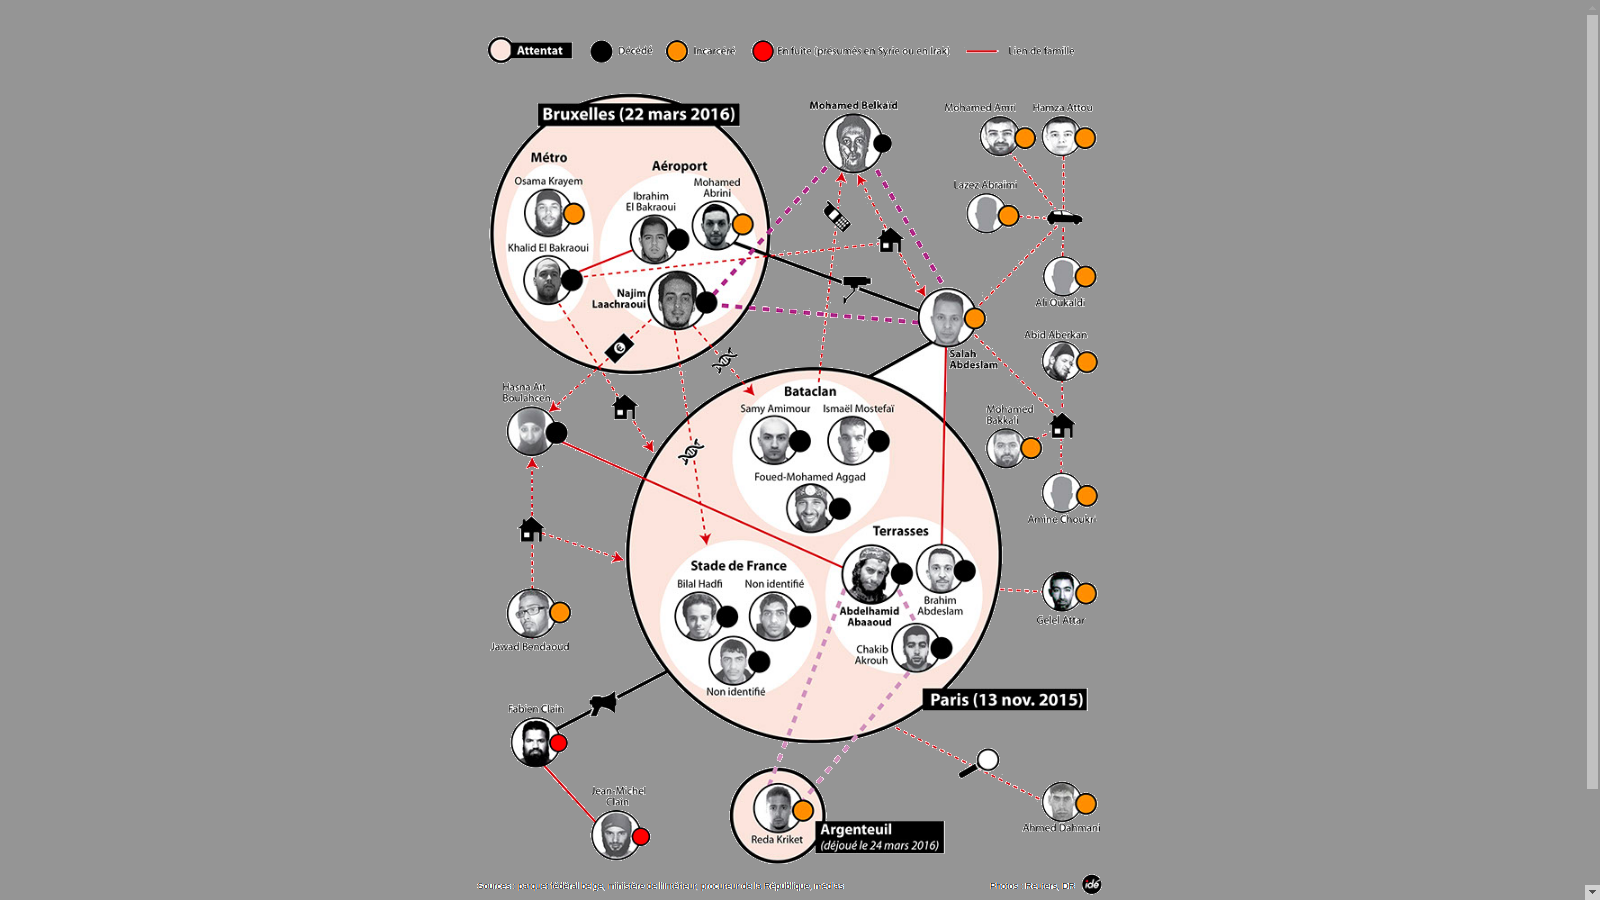 Attentat
Décédé
Incarcéré
En fuite (présumés en Syrie ou en Irak)
Lien de famille
Bruxelles (22 mars 2016)
Métro
Osama Krayem
Khalid El Bakraoui
Aéroport
Ibrahim
El Bakraoui
Mohamed
Abrini
Najim
Laachraoui
Mohamed Belkaïd
Mohamed Amri
Hamza Attou
Lazez Abraimi
Ali Oukaldi
Salah
Abdeslam
Abid Aberkan
Mohamed
Bakkali
Amine Choukri
Hasna Aït
Boulahcen
Jawad Bendaoud
Bataclan
Samy Amimour
Ismaël Mostefaï
Foued-Mohamed Aggad
Terrasses
Abdelhamid
Abaaoud
Brahim
Abdeslam
Chakib
Akrouh
Stade de France
Bilal Hadfi
Non identifié
Non identifié
Gelel Attar
Paris (13 nov. 2015)
Fabien Clain
Jean-Michel
Clain
Reda Kriket
Argenteuil
(déjoué le 24 mars 2016)
Ahmed Dahmani
Sources : parquet fédéral belge, ministère de l'Intérieur, procureur de la République, médias
Photos : Reuters, DR
idé